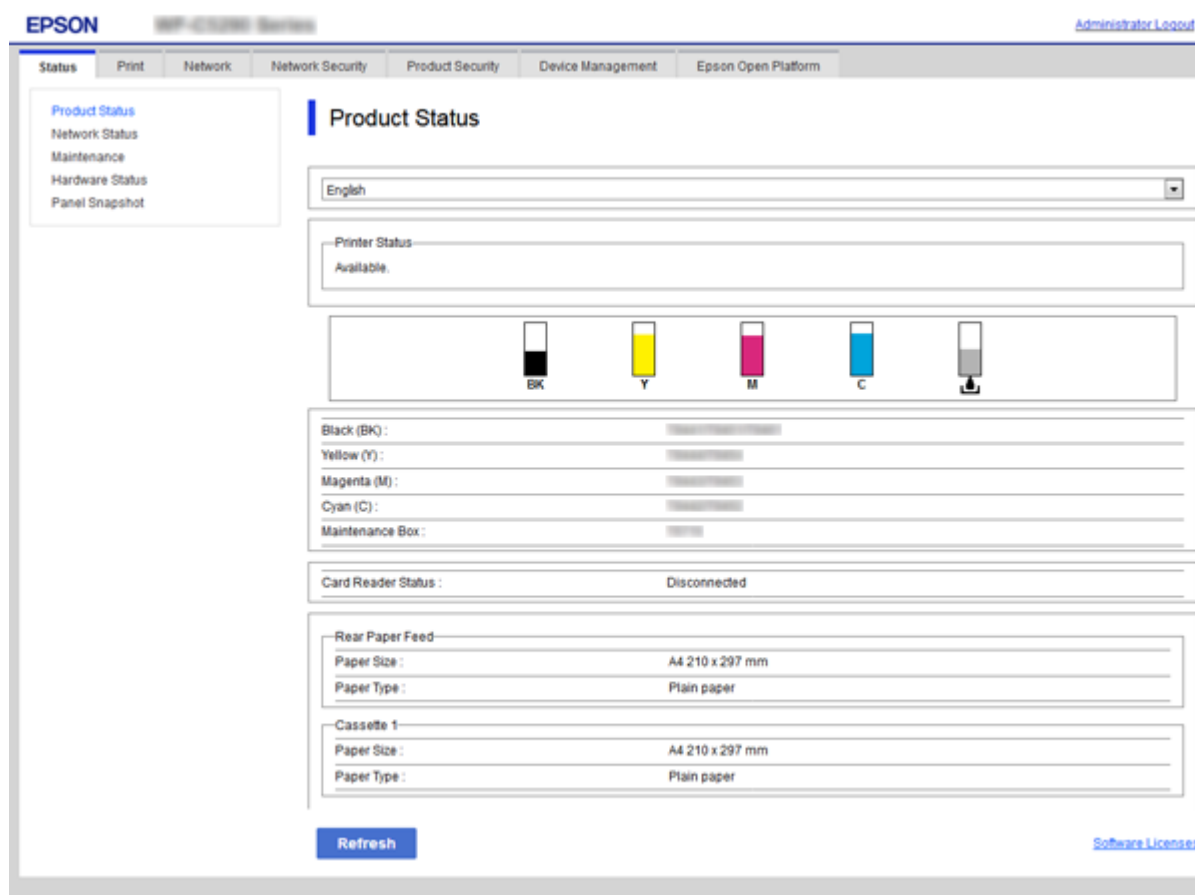 EPSON
Administrator Logout
Status Print Network Network Security Product Security Device Management Epson Open Platform
Product Status
Network Status
Maintenance
Hardware Status
Panel Snapshot
Product Status
English
Printer Status
Available.
BK Y M C
Black (BK) :
Yellow (Y) :
Magenta (M) :
Cyan (C) :
Maintenance Box :
Card Reader Status : Disconnected
Rear Paper Feed
Paper Size : A4 210 x 297 mm
Paper Type : Plain paper
Cassette 1
Paper Size : A4 210 x 297 mm
Paper Type : Plain paper
Refresh
Software Licenses